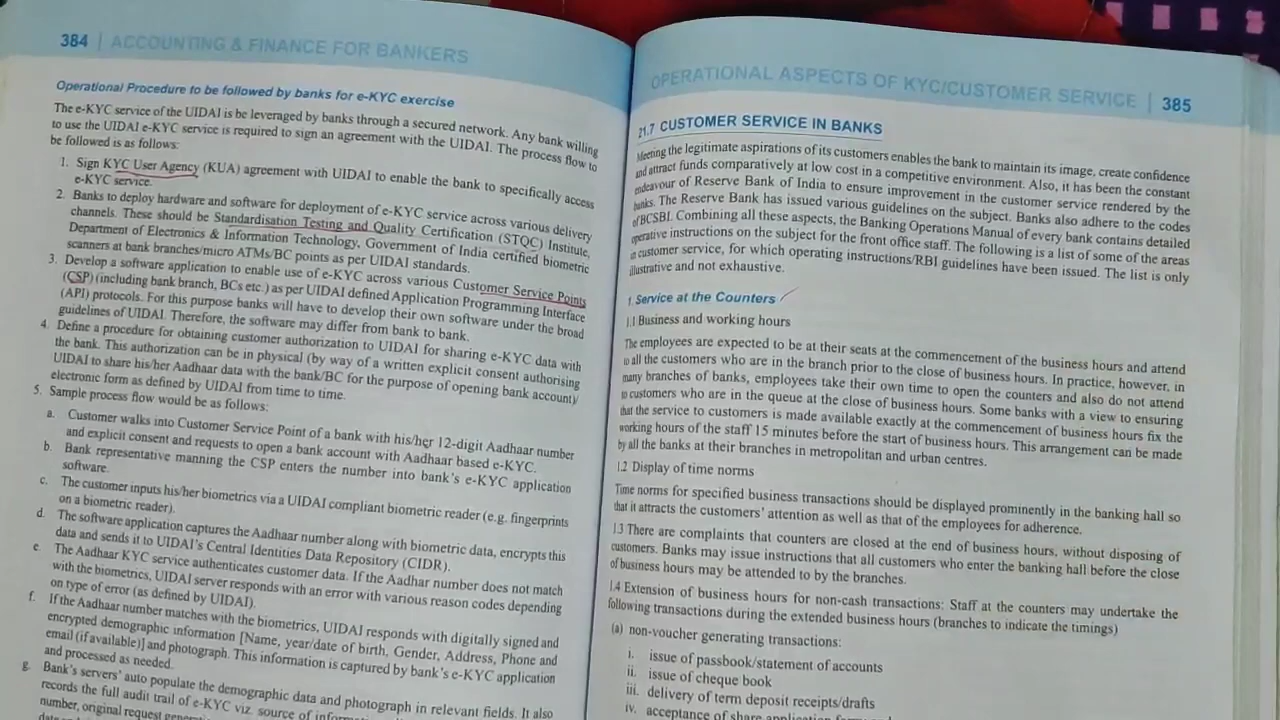 384 | ACCOUNTING & FINANCE FOR BANKERS
Operational Procedure to be followed by banks for e-KYC exercise
The e-KYC service of the UIDAI is be leveraged by banks through a secured network. Any bank willing
to use the UIDAI e-KYC service is required to sign an agreement with the UIDAI. The process flow to
be followed is as follows:
1. Sign KYC User Agency (KUA) agreement with UIDAI to enable the bank to specifically access
e-KYC service.
2. Banks to deploy hardware and software for deployment of e-KYC service across various delivery
channels. These should be Standardisation Testing and Quality Certification (STQC) Institute,
Department of Electronics & Information Technology, Government of India certified biometric
scanners at bank branches/micro ATMs/BC points as per UIDAI standards.
3. Develop a software application to enable use of e-KYC across various Customer Service Points
(CSP) (including bank branch, BCs etc.) as per UIDAI defined Application Programming Interface
(API) protocols. For this purpose banks will have to develop their own software under the broad
guidelines of UIDAI. Therefore, the software may differ from bank to bank.
4. Define a procedure for obtaining customer authorization to UIDAI for sharing e-KYC data with
the bank. This authorization can be in physical (by way of a written explicit consent authorising
UIDAI to share his/her Aadhaar data with the bank/BC for the purpose of opening bank account)/
electronic form as defined by UIDAI from time to time.
5. Sample process flow would be as follows:
a. Customer walks into Customer Service Point of a bank with his/her 12-digit Aadhaar number
and explicit consent and requests to open a bank account with Aadhaar based e-KYC.
b. Bank representative manning the CSP enters the number into bank's e-KYC application
software.
c. The customer inputs his/her biometrics via a UIDAI compliant biometric reader (e.g. fingerprints
on a biometric reader).
d. The software application captures the Aadhaar number along with biometric data, encrypts this
data and sends it to UIDAI's Central Identities Data Repository (CIDR).
e. The Aadhaar KYC service authenticates customer data. If the Aadhar number does not match
with the biometrics, UIDAI server responds with an error with various reason codes depending
on type of error (as defined by UIDAI).
f. If the Aadhaar number matches with the biometrics, UIDAI responds with digitally signed and
encrypted demographic information [Name, year/date of birth, Gender, Address, Phone and
email (if available)] and photograph. This information is captured by bank's e-KYC application
and processed as needed.
g. Bank's servers' auto populate the demographic data and photograph in relevant fields. It also
records the full audit trail of e-KYC viz. source of
number, original request
OPERATIONAL ASPECTS OF KYC/CUSTOMER SERVICE | 385
21.7 CUSTOMER SERVICE IN BANKS
Meeting the legitimate aspirations of its customers enables the bank to maintain its image, create confidence
and attract funds comparatively at low cost in a competitive environment. Also, it has been the constant
endeavour of Reserve Bank of India to ensure improvement in the customer service rendered by the
banks. The Reserve Bank has issued various guidelines on the subject. Banks also adhere to the codes
of BCSBI. Combining all these aspects, the Banking Operations Manual of every bank contains detailed
operative instructions on the subject for the front office staff. The following is a list of some of the areas
in customer service, for which operating instructions/RBI guidelines have been issued. The list is only
illustrative and not exhaustive.
1. Service at the Counters
1.1 Business and working hours
The employees are expected to be at their seats at the commencement of the business hours and attend
to all the customers who are in the branch prior to the close of business hours. In practice, however, in
many branches of banks, employees take their own time to open the counters and also do not attend
to customers who are in the queue at the close of business hours. Some banks with a view to ensuring
that the service to customers is made available exactly at the commencement of business hours fix the
working hours of the staff 15 minutes before the start of business hours. This arrangement can be made
by all the banks at their branches in metropolitan and urban centres.
1.2 Display of time norms
Time norms for specified business transactions should be displayed prominently in the banking hall so
that it attracts the customers' attention as well as that of the employees for adherence.
1.3 There are complaints that counters are closed at the end of business hours, without disposing of
customers. Banks may issue instructions that all customers who enter the banking hall before the close
of business hours may be attended to by the branches.
1.4 Extension of business hours for non-cash transactions: Staff at the counters may undertake the
following transactions during the extended business hours (branches to indicate the timings)
(a) non-voucher generating transactions:
i. issue of passbook/statement of accounts
ii. issue of cheque book
iii. delivery of term deposit receipts/drafts
iv. acceptance of share application